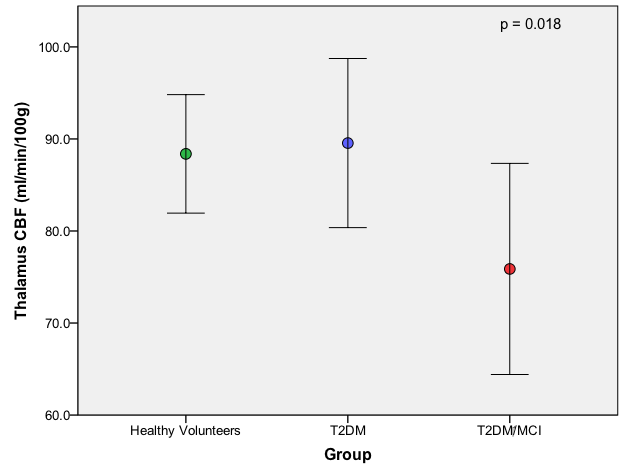 p = 0.018
Thalamus CBF (ml/min/100g)
100.0
90.0
80.0
70.0
60.0
Healthy Volunteers
T2DM
T2DM/MCI
Group